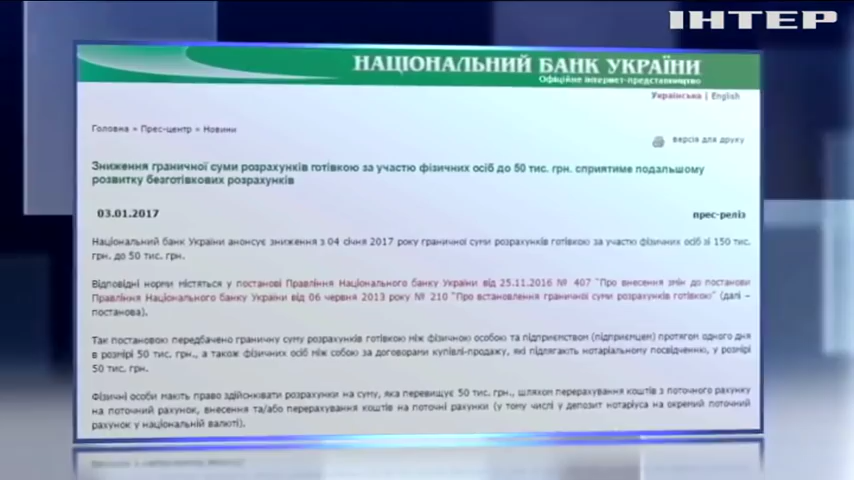 ІНТЕР
НАЦІОНАЛЬНИЙ БАНК УКРАЇНИ
Офіційне інтернет-представництво
Українська | English
Головна » Прес-центр » Новини
версія для друку
Зниження граничної суми розрахунків готівкою за участю фізичних осіб до 50 тис. грн. сприятиме подальшому
розвитку безготівкових розрахунків
03.01.2017 прес-реліз
Національний банк України анонсує зниження з 04 січня 2017 року граничної суми розрахунків готівкою за участю фізичних осіб зі 150 тис.
грн. до 50 тис. грн.
Відповідні норми містяться у постанові Правління Національного банку України від 25.11.2016 № 407 "Про внесення змін до постанови
Правління Національного банку України від 06 червня 2013 року № 210 "Про встановлення граничної суми розрахунків готівкою" (далі –
постанова).
Так постановою передбачено граничну суму розрахунків готівкою між фізичною особою та підприємством (підприємцем) протягом одного дня
в розмірі 50 тис. грн., а також фізичних осіб між собою за договорами купівлі-продажу, які підлягають нотаріальному посвідченню, у розмірі
50 тис. грн.
Фізичні особи мають право здійснювати розрахунки на суму, яка перевищує 50 тис. грн., шляхом перерахування коштів з поточного рахунку
на поточний рахунок, внесення та/або перерахування коштів на поточні рахунки (у тому числі у депозит нотаріуса на окремий поточний
рахунок у національній валюті).